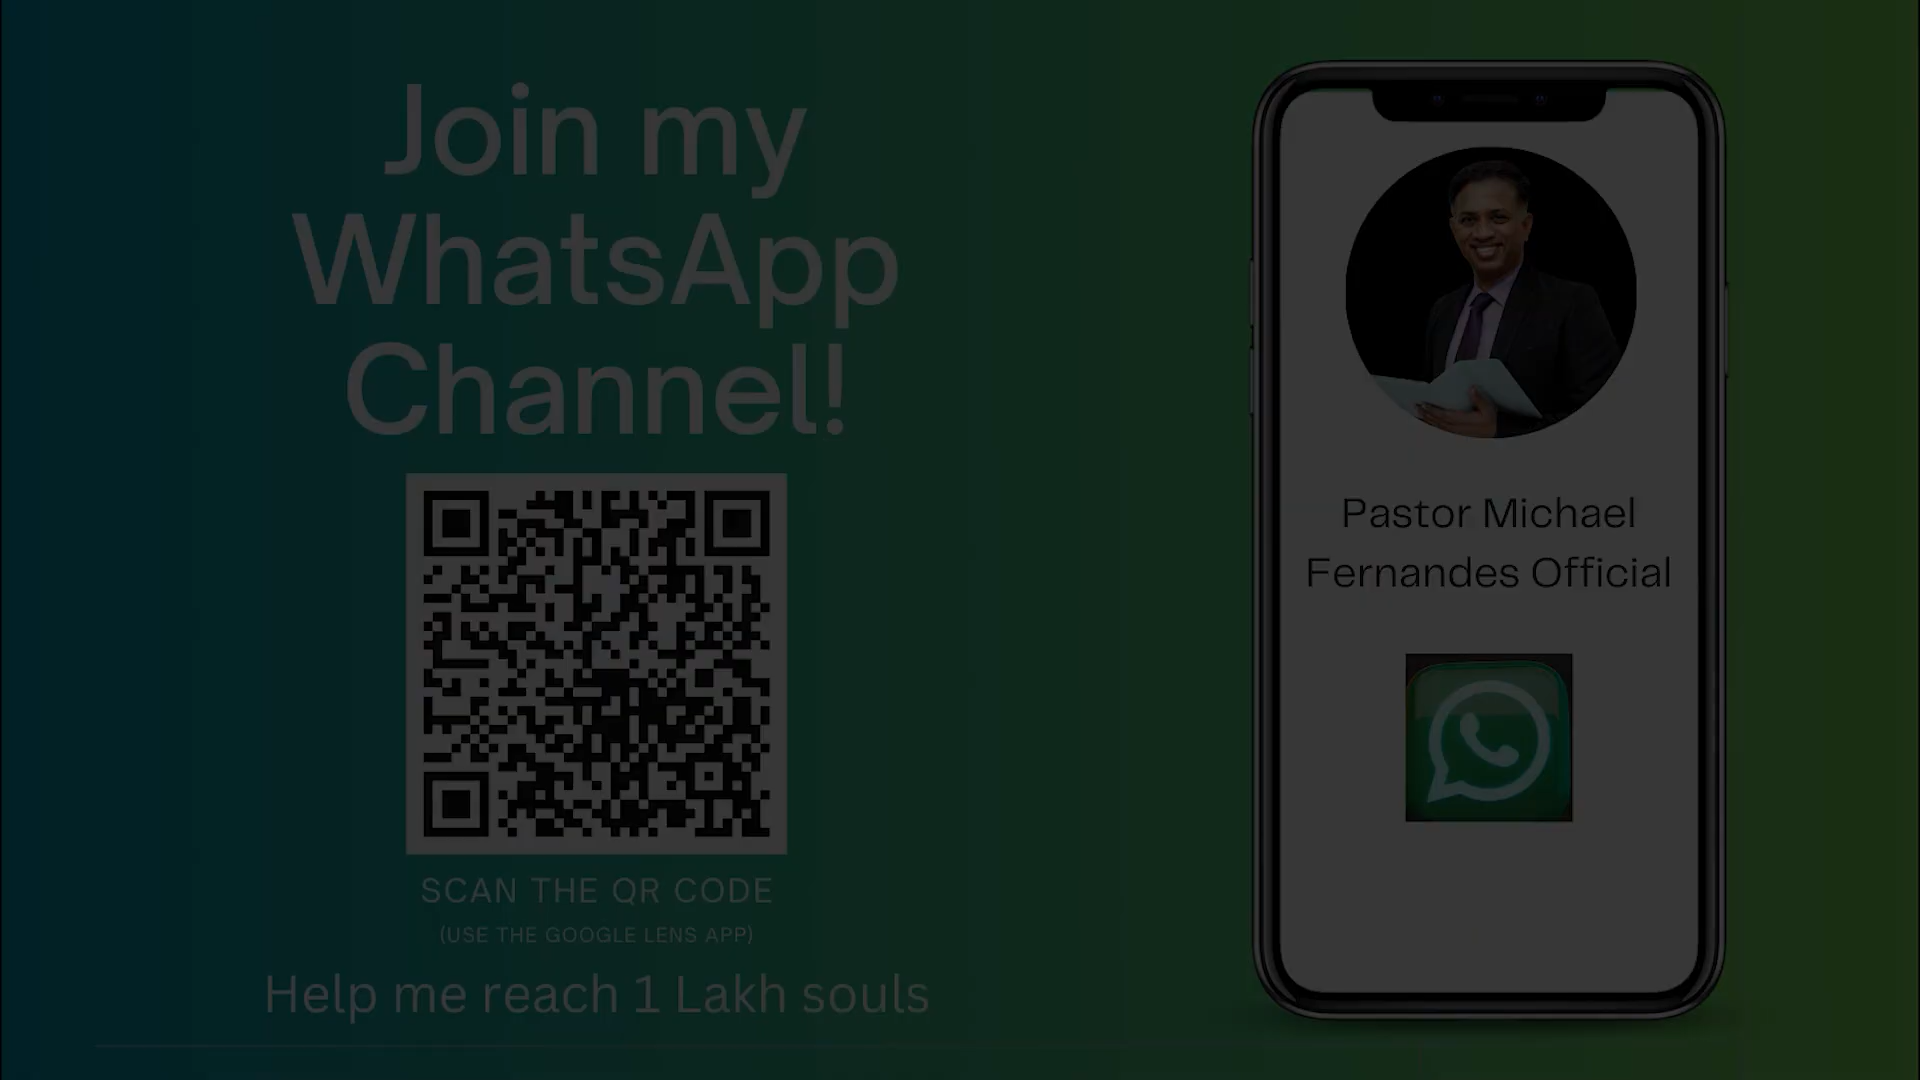 Join my
WhatsApp
Channel!
SCAN THE QR CODE
(USE THE GOOGLE LENS APP)
Help me reach 1 Lakh souls
Pastor Michael
Fernandes Official